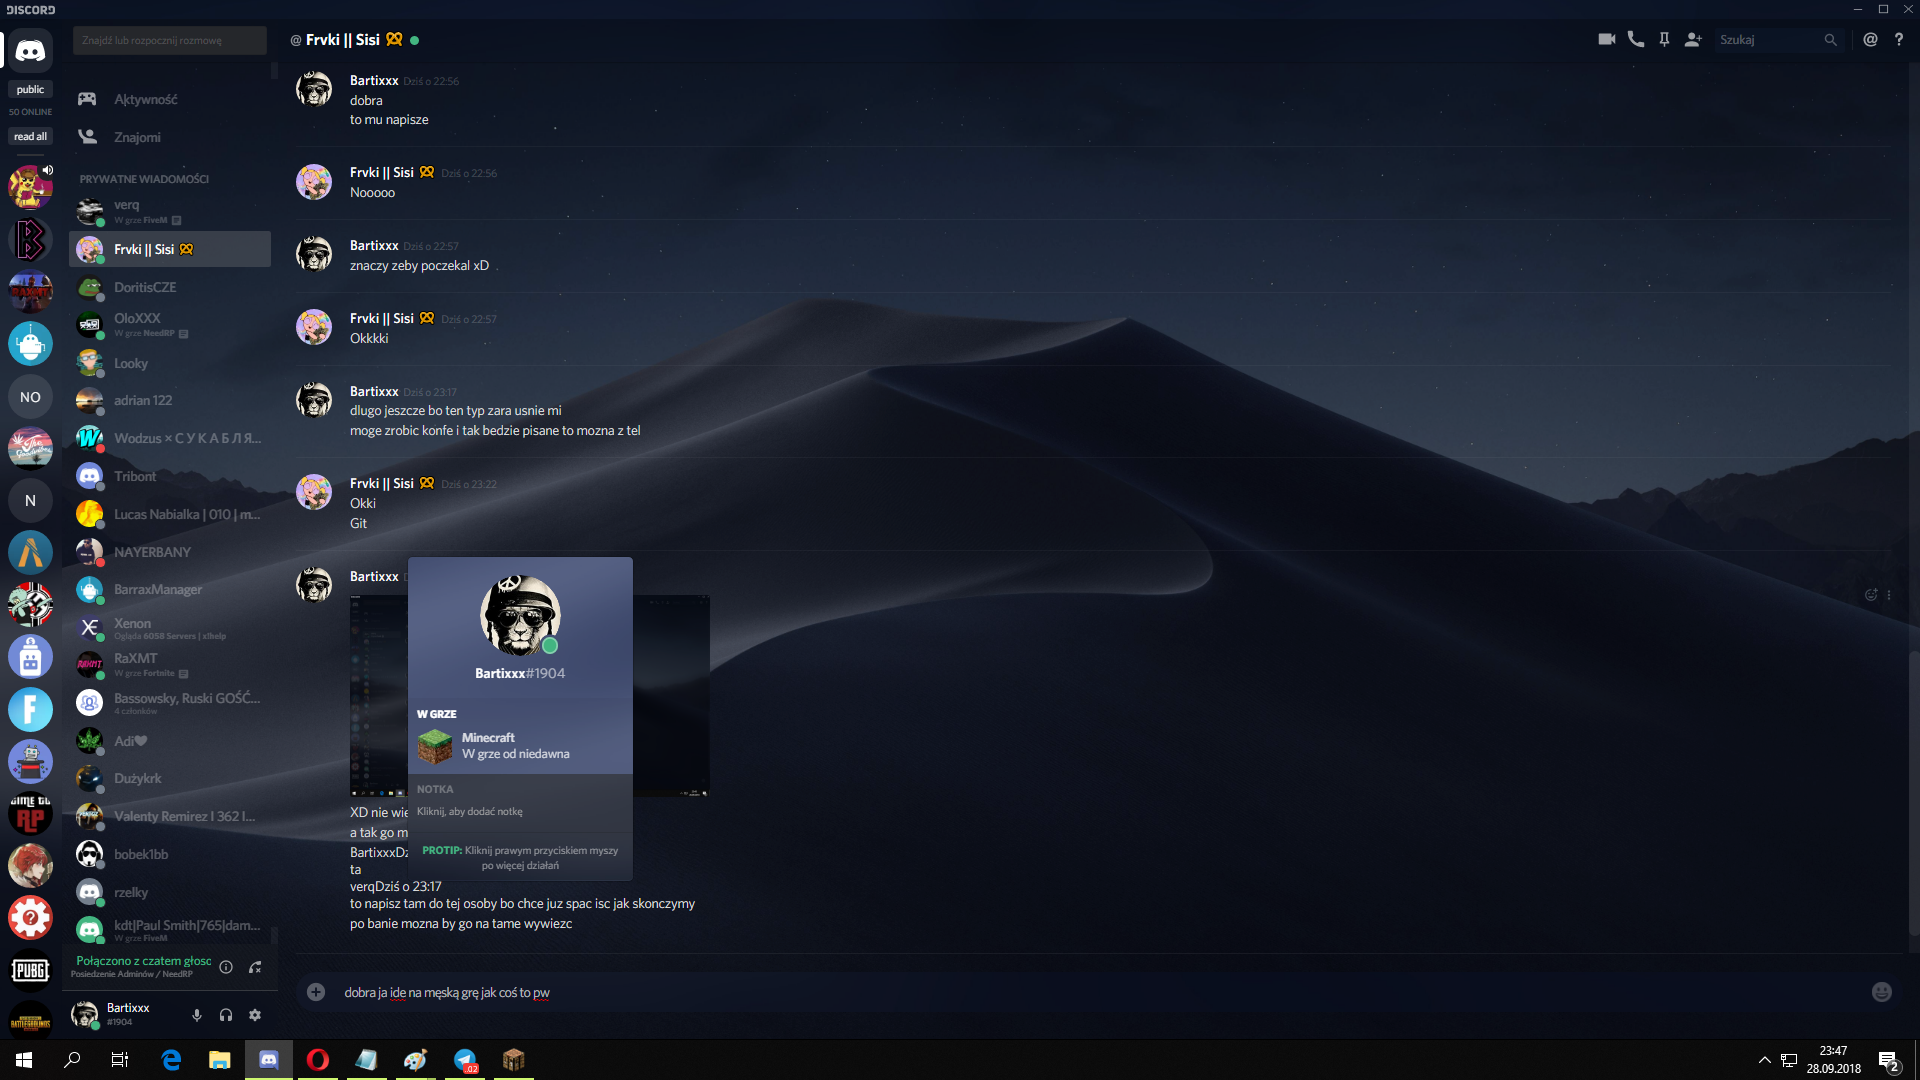 DISCORD
public
50 ONLINE
read all
NO
N
F
TIME TO
RP
PUBG
Znajdź lub rozpocznij rozmowę
Aktywność
Znajomi
PRYWATNE WIADOMOŚCI
verq
W grze FiveM
Frvki || Sisi 🥨
DoritisCZE
OloXXX
W grze NeedRP
Looky
adrian 122
Wodzus × С У К А Б Л Я...
Tribont
Lucas Nabialka | 010 | m...
NAYERBANY
BarraxManager
Xenon
Ogląda 6058 Servers | x!help
RaXMT
W grze Fortnite
Bassowsky, Ruski GOŚĆ...
4 członków
Adi🖤
Dużykrk
Valenty Remirez I 362 I...
bobek1bb
rzelky
kdt|Paul Smith|765|dam...
W grze FiveM
Połączono z czatem głosc
Posiedzenie Adminów / NeedRP
Bartixxx
#1904
@ Frvki || Sisi 🥨
Szukaj
Bartixxx Dziś o 22:56
dobra
to mu napisze
Frvki || Sisi 🥨 Dziś o 22:56
Nooooo
Bartixxx Dziś o 22:57
znaczy zeby poczekal xD
Frvki || Sisi 🥨 Dziś o 22:57
Okkkki
Bartixxx Dziś o 23:17
dlugo jeszcze bo ten typ zara usnie mi
moge zrobic konfe i tak bedzie pisane to mozna z tel
Frvki || Sisi 🥨 Dziś o 23:22
Okki
Git
Bartixxx
XD nie wie
a tak go m
BartixxxDz
ta
verqDziś o 23:17
to napisz tam do tej osoby bo chce juz spac isc jak skonczymy
po banie mozna by go na tame wywiezc
Bartixxx#1904
W GRZE
Minecraft
W grze od niedawna
NOTKA
Kliknij, aby dodać notkę
PROTIP: Kliknij prawym przyciskiem myszy
po więcej działań
dobra ja ide na męską grę jak coś to pw
.02
23:47
28.09.2018
2